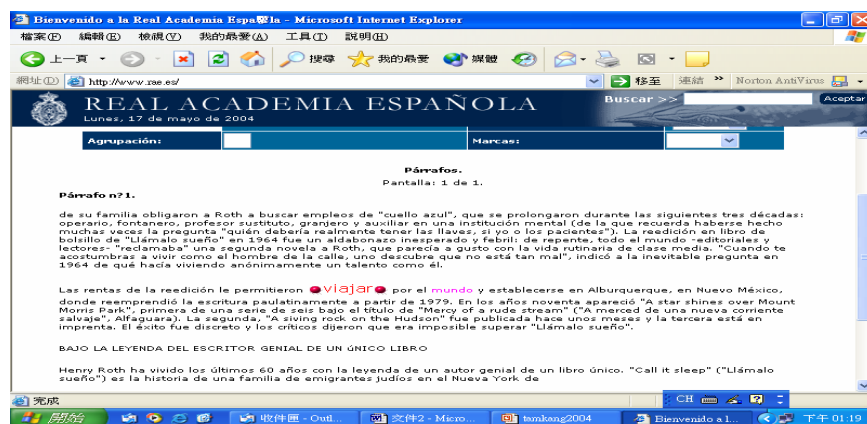 Bienvenido a la Real Academia Espa駉la - Microsoft Internet Explorer
檔案(F) 編輯(E) 檢視(V) 我的最愛(A) 工具(T) 說明(H)
上一頁 搜尋 我的最愛 媒體
網址(D) http://www.rae.es/ 移至 連結 » Norton AntiVirus
REAL ACADEMIA ESPAÑOLA Buscar >> Aceptar
Lunes, 17 de mayo de 2004
Agrupación: Marcas:
Párrafos.
Pantalla: 1 de 1.
Párrafo n?1.
de su familia obligaron a Roth a buscar empleos de "cuello azul", que se prolongaron durante las siguientes tres décadas:
operario, fontanero, profesor sustituto, granjero y auxiliar en una institución mental (de la que recuerda haberse hecho
muchas veces la pregunta "quién debería realmente tener las llaves, si yo o los pacientes"). La reedición en libro de
bolsillo de "Llámalo sueño" en 1964 fue un aldabonazo inesperado y febril: de repente, todo el mundo -editoriales y
lectores- "reclamaba" una segunda novela a Roth, que parecía a gusto con la vida rutinaria de clase media. "Cuando te
acostumbras a vivir como el hombre de la calle, uno descubre que no está tan mal", indicó a la inevitable pregunta en
1964 de qué hacía viviendo anónimamente un talento como él.
Las rentas de la reedición le permitieron viajar por el mundo y establecerse en Alburquerque, en Nuevo México,
donde reemprendió la escritura paulatinamente a partir de 1979. En los años noventa apareció "A star shines over Mount
Morris Park", primera de una serie de seis bajo el título de "Mercy of a rude stream" ("A merced de una nueva corriente
salvaje", Alfaguara). La segunda, "A siving rock on the Hudson" fue publicada hace unos meses y la tercera está en
imprenta. El éxito fue discreto y los críticos dijeron que era imposible superar "Llámalo sueño".
BAJO LA LEYENDA DEL ESCRITOR GENIAL DE UN úNICO LIBRO
Henry Roth ha vivido los últimos 60 años con la leyenda de un autor genial de un libro único. "Call it sleep" ("Llámalo
sueño") es la historia de una familia de emigrantes judíos en el Nueva York de
完成 CH
開始 收件匣 - Outl... 文件2 - Micro... tamkang2004 Bienvenido a l... 下午 01:19